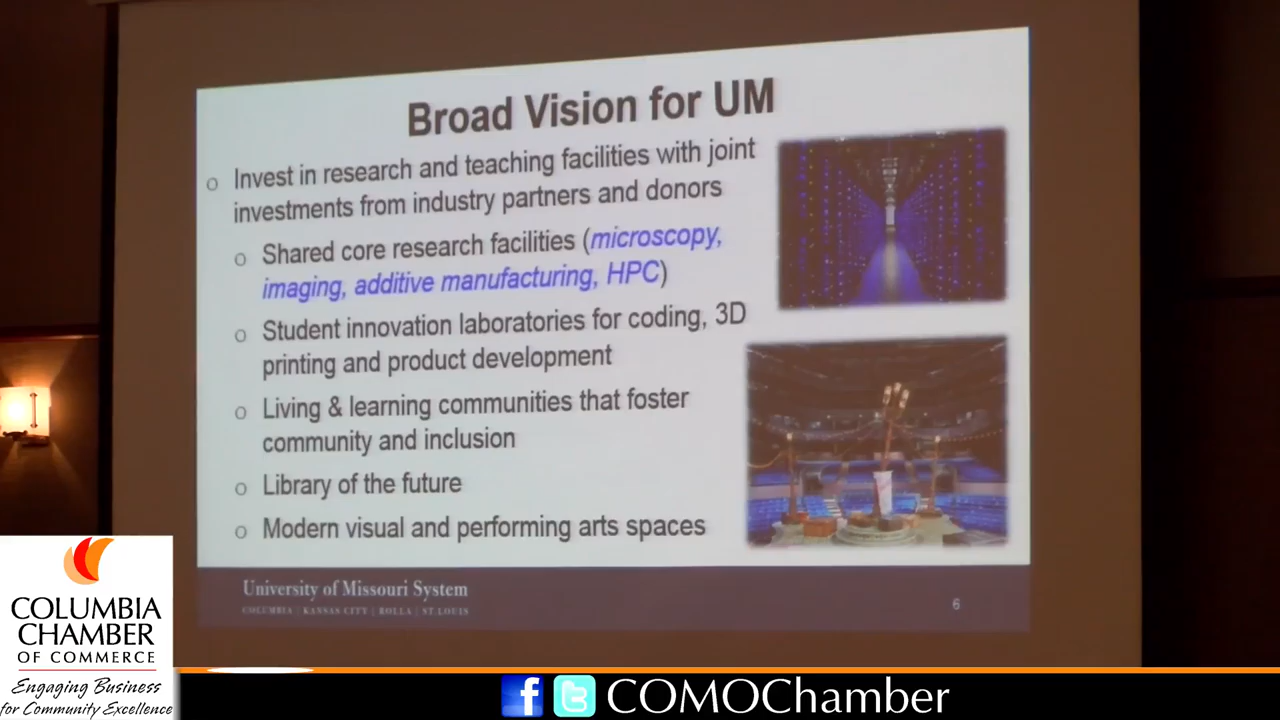 Broad Vision for UM
o Invest in research and teaching facilities with joint
investments from industry partners and donors
o Shared core research facilities (microscopy,
imaging, additive manufacturing, HPC)
o Student innovation laboratories for coding, 3D
printing and product development
o Living & learning communities that foster
community and inclusion
o Library of the future
o Modern visual and performing arts spaces
University of Missouri System
COLUMBIA | KANSAS CITY | ROLLA | ST. LOUIS
6
COLUMBIA
CHAMBER
OF COMMERCE
Engaging Business
for Community Excellence
COMOChamber